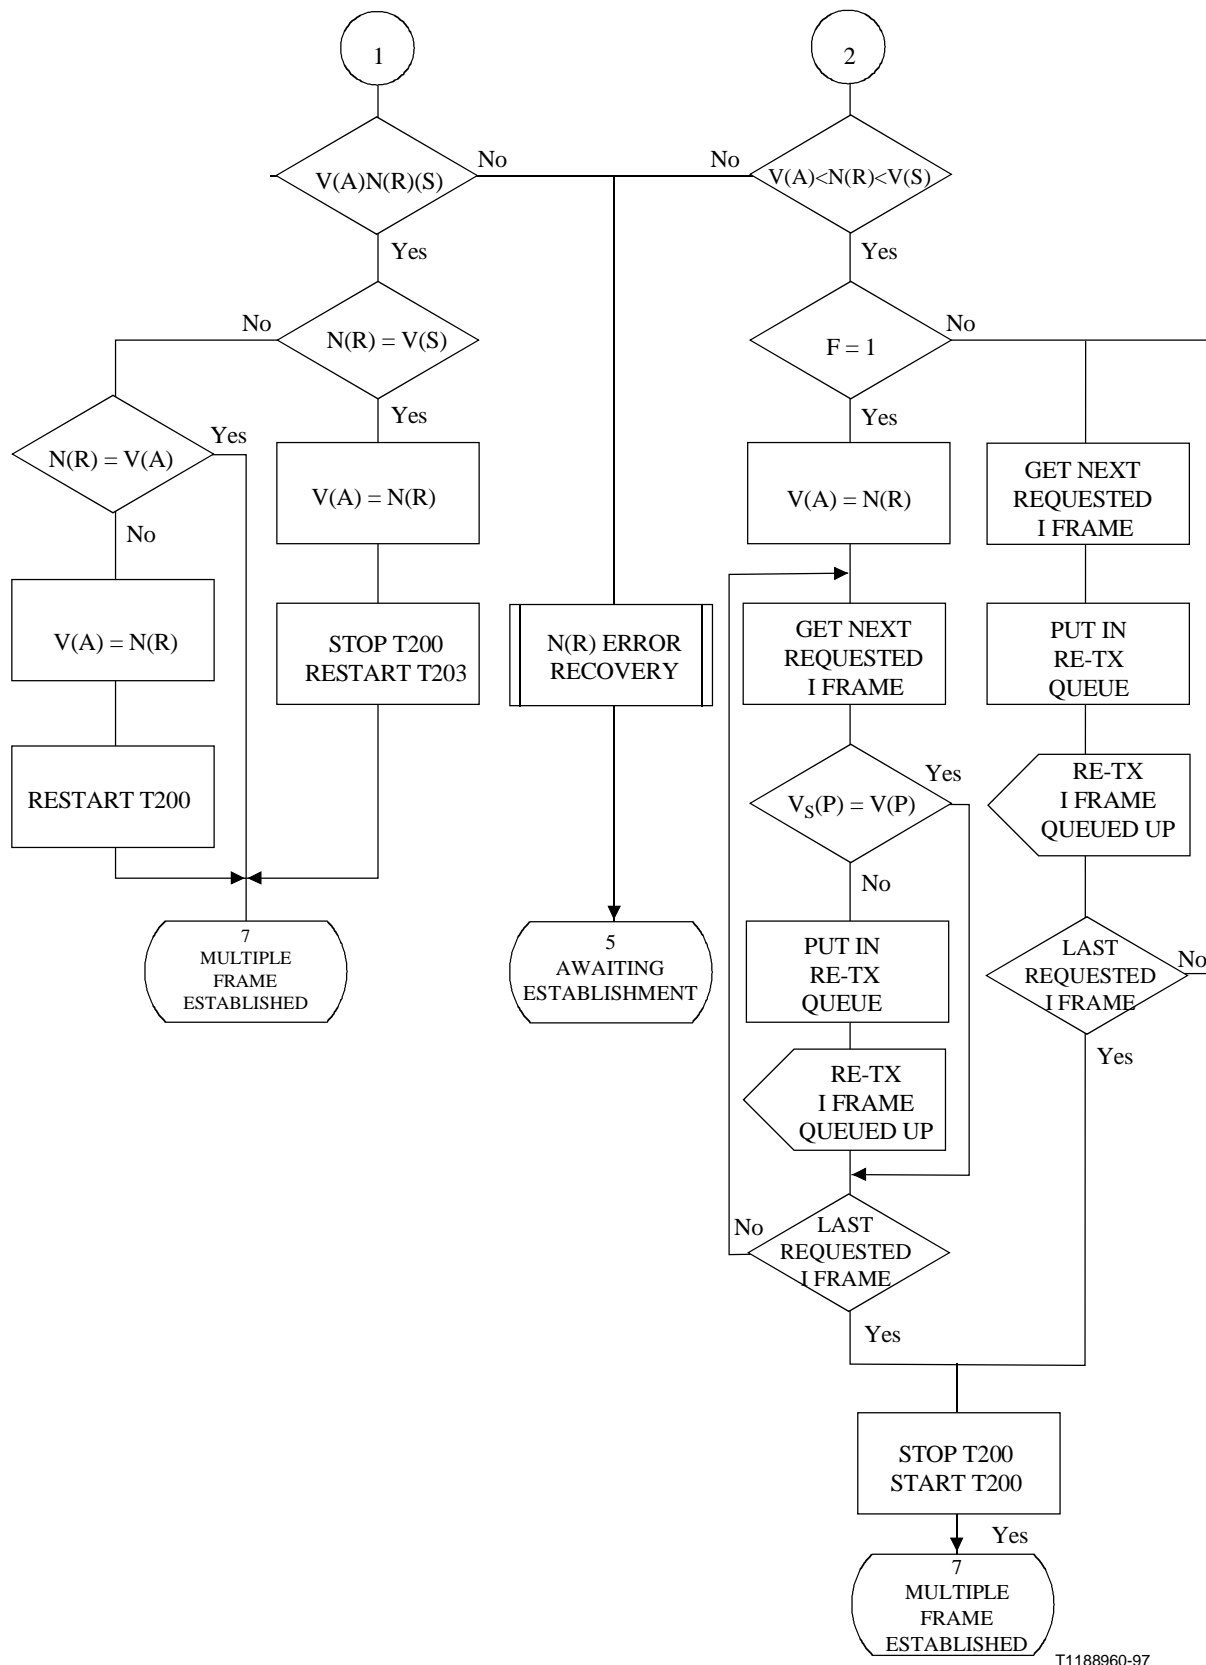 1
2
V(A)N(R)(S)
No
No
V(A)<N(R)<V(S)
Yes
Yes
No
N(R) = V(S)
F = 1
No
Yes
Yes
N(R) = V(A)
Yes
V(A) = N(R)
V(A) = N(R)
GET NEXT
REQUESTED
I FRAME
No
V(A) = N(R)
STOP T200
RESTART T203
N(R) ERROR
RECOVERY
GET NEXT
REQUESTED
I FRAME
PUT IN
RE-TX
QUEUE
RESTART T200
VS(P) = V(P)
Yes
RE-TX
I FRAME
QUEUED UP
No
7
MULTIPLE
FRAME
ESTABLISHED
5
AWAITING
ESTABLISHMENT
PUT IN
RE-TX
QUEUE
LAST
REQUESTED
I FRAME
No
Yes
RE-TX
I FRAME
QUEUED UP
No
LAST
REQUESTED
I FRAME
Yes
STOP T200
START T200
Yes
7
MULTIPLE
FRAME
ESTABLISHED
T1188960-97